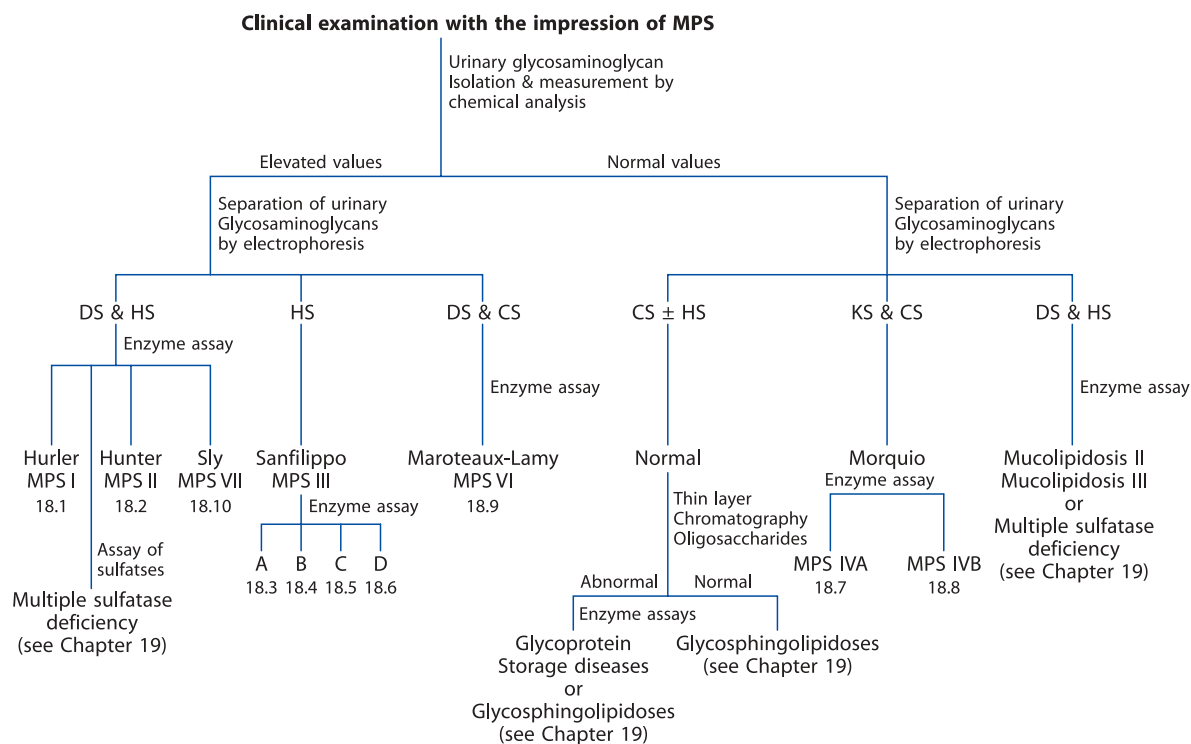 Clinical examination with the impression of MPS
Urinary glycosaminoglycan
Isolation & measurement by
chemical analysis
Elevated values
Normal values
Separation of urinary
Glycosaminoglycans
by electrophoresis
Separation of urinary
Glycosaminoglycans
by electrophoresis
DS & HS
HS
DS & CS
CS ± HS
KS & CS
DS & HS
Enzyme assay
Enzyme assay
Enzyme assay
Hurler
MPS I
18.1
Hunter
MPS II
18.2
Sly
MPS VII
18.10
Sanfilippo
MPS III
Enzyme assay
A
18.3
B
18.4
C
18.5
D
18.6
Maroteaux-Lamy
MPS VI
18.9
Normal
Thin layer
Chromatography
Oligosaccharides
Morquio
Enzyme assay
MPS IVA
18.7
MPS IVB
18.8
Mucolipidosis II
Mucolipidosis III
or
Multiple sulfatase
deficiency
(see Chapter 19)
Assay of
sulfatses
Multiple sulfatase
deficiency
(see Chapter 19)
Abnormal
Normal
Enzyme assays
Glycoprotein
Storage diseases
or
Glycosphingolipidoses
(see Chapter 19)
Glycosphingolipidoses
(see Chapter 19)